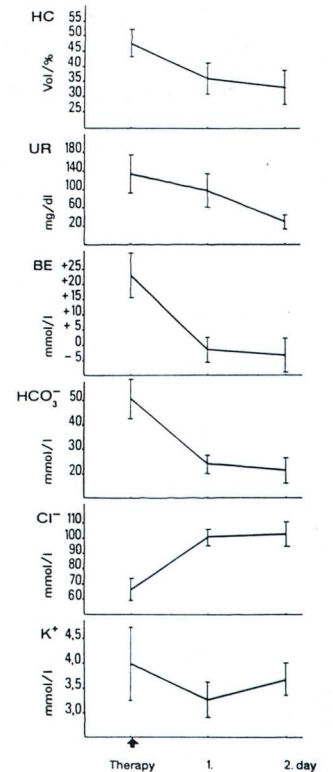 HC
Vol/%
55
50
45
40
35
30
25
UR
mg/dl
180
140
100
60
20
BE
mmol/l
+25
+20
+15
+10
+5
0
-5
HCO₃⁻
mmol/l
50
40
30
20
Cl⁻
mmol/l
110
100
90
80
70
60
K⁺
mmol/l
4,5
4,0
3,5
3,0
Therapy 1. 2. day